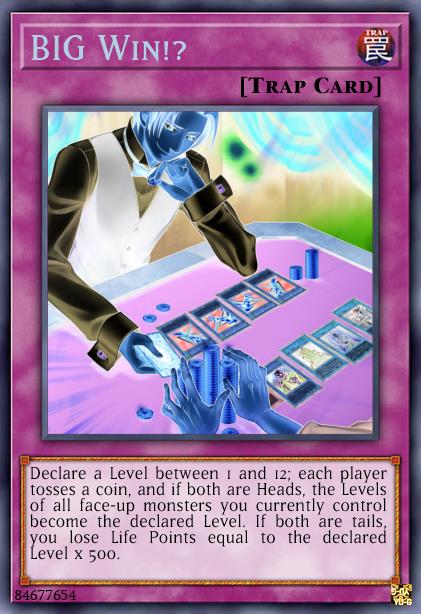 BIG Win!?
TRAP
罠
[Trap Card]
Declare a Level between 1 and 12; each player
tosses a coin, and if both are Heads, the Levels
of all face-up monsters you currently control
become the declared Level. If both are tails,
you lose Life Points equal to the declared
Level x 500.
84677654